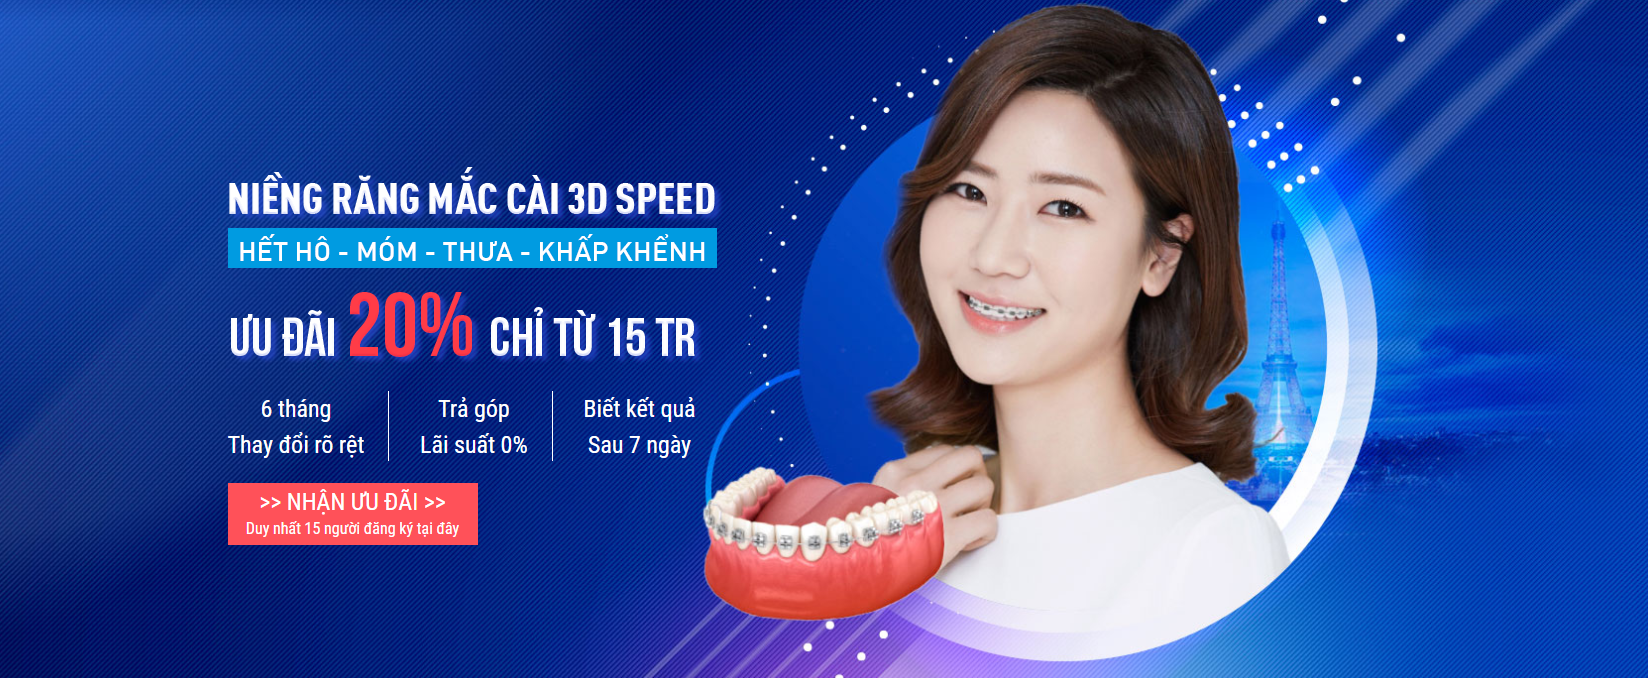 NIỀNG RĂNG MẮC CÀI 3D SPEED
HẾT HÔ - MÓM - THƯA - KHẤP KHỂNH
ƯU ĐÃI 20% CHỈ TỪ 15 TR
6 tháng
Thay đổi rõ rệt
Trả góp
Lãi suất 0%
Biết kết quả
Sau 7 ngày
>> NHẬN ƯU ĐÃI >>
Duy nhất 15 người đăng ký tại đây